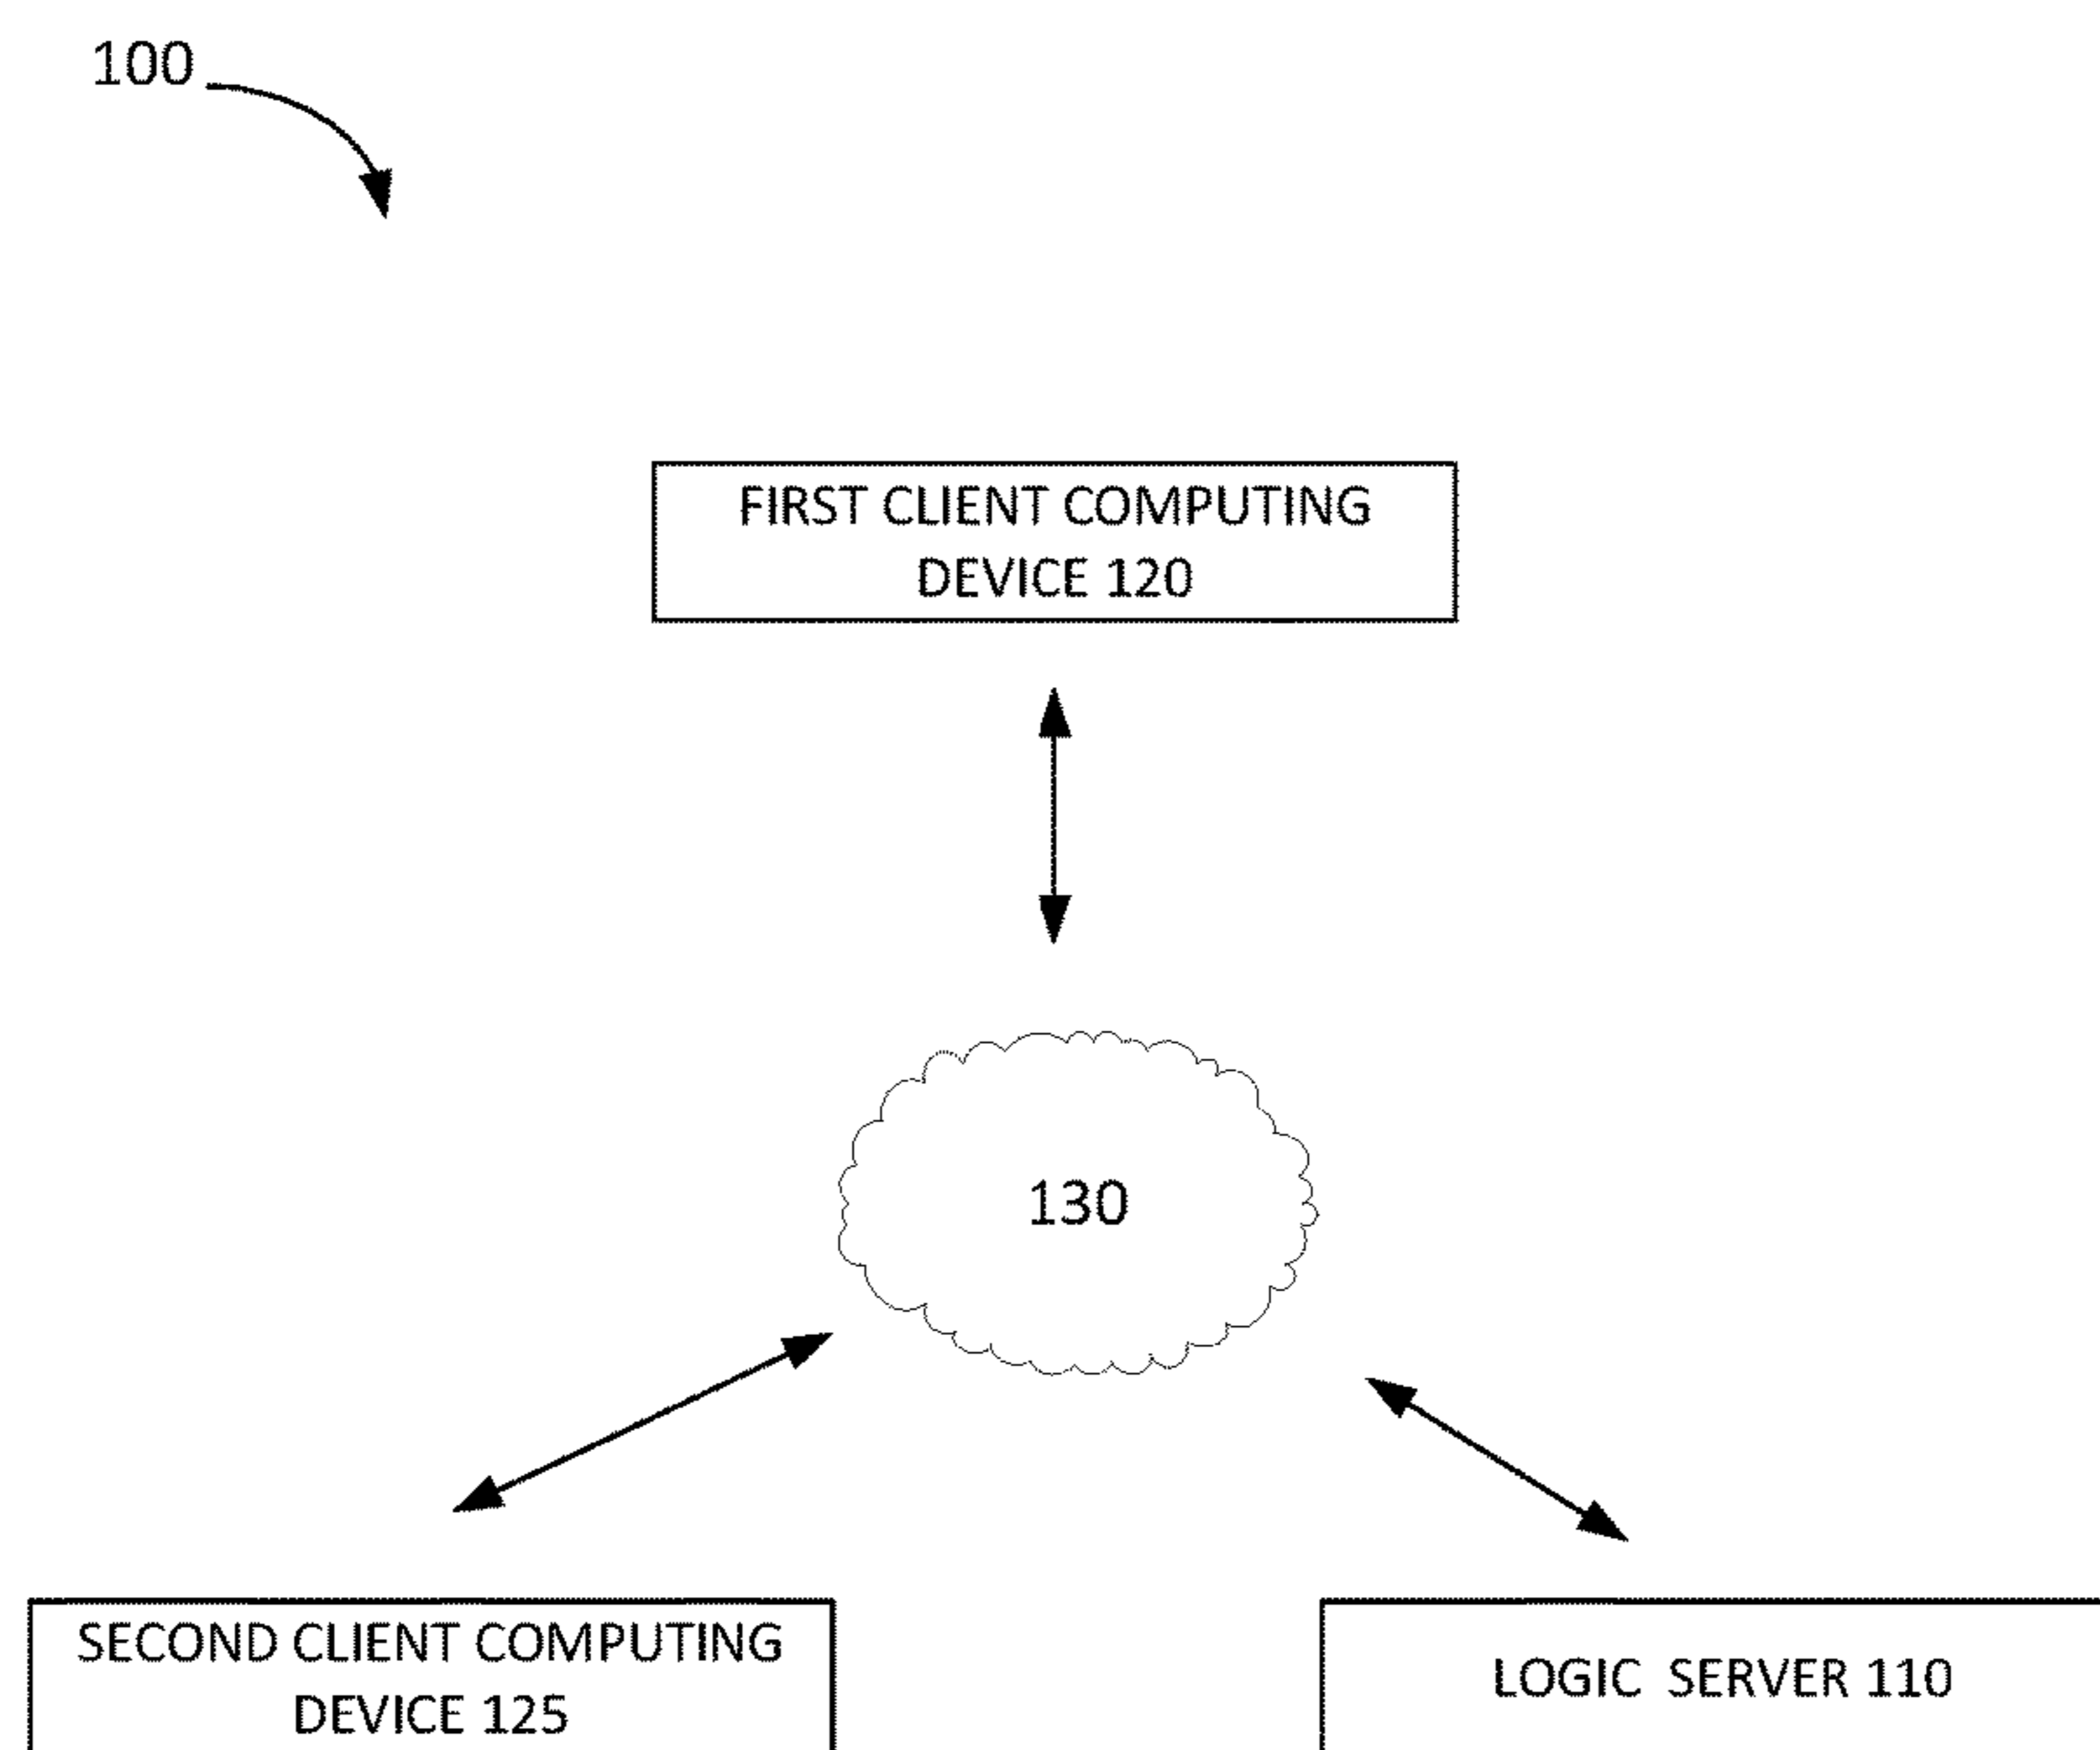 100
FIRST CLIENT COMPUTING
DEVICE 120
130
SECOND CLIENT COMPUTING
DEVICE 125
LOGIC SERVER 110